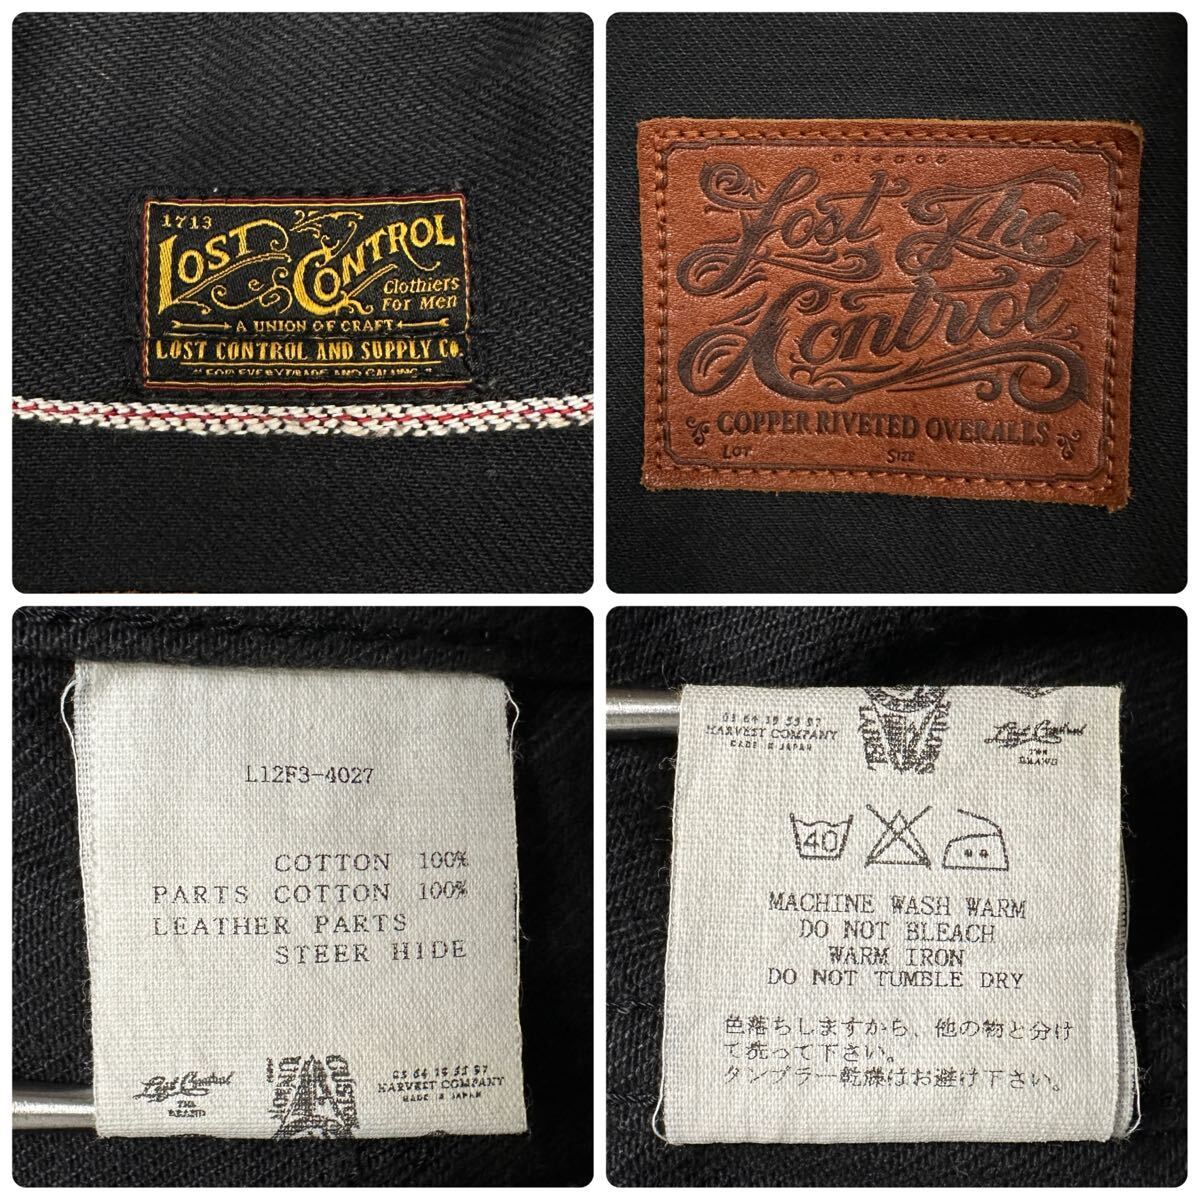 1713
LOST CONTROL
Clothiers
For Men
A UNION OF CRAFT
LOST CONTROL AND SUPPLY Co.
"FOR EVERYTRADE AND CALLING"
Lost The
Control
COPPER RIVETED OVERALLS
LOT SIZE
L12F3-4027
COTTON 100%
PARTS COTTON 100%
LEATHER PARTS
STEER HIDE
Lost Control
THE
BRAND
HARVEST COMPANY
MADE IN JAPAN
HARVEST COMPANY
MADE IN JAPAN
Lost Control
THE
BRAND
40
MACHINE WASH WARM
DO NOT BLEACH
WARM IRON
DO NOT TUMBLE DRY
色落ちしますから、他の物と分け
て洗って下さい。
タンブラー乾燥はお避け下さい。